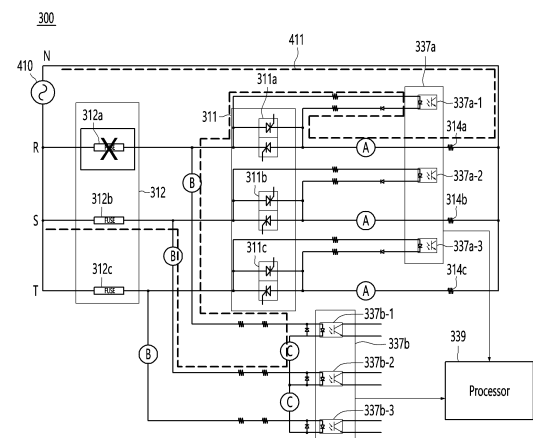 300
N
411
337a
410
311a
311
337a-1
312a
314a
FUSE
R
A
B
311b
337a-2
312b
312
314b
S
FUSE
A
B
311c
337a-3
312c
314c
T
FUSE
A
337b-1
B
C
337b
339
337b-2
C
Processor
337b-3